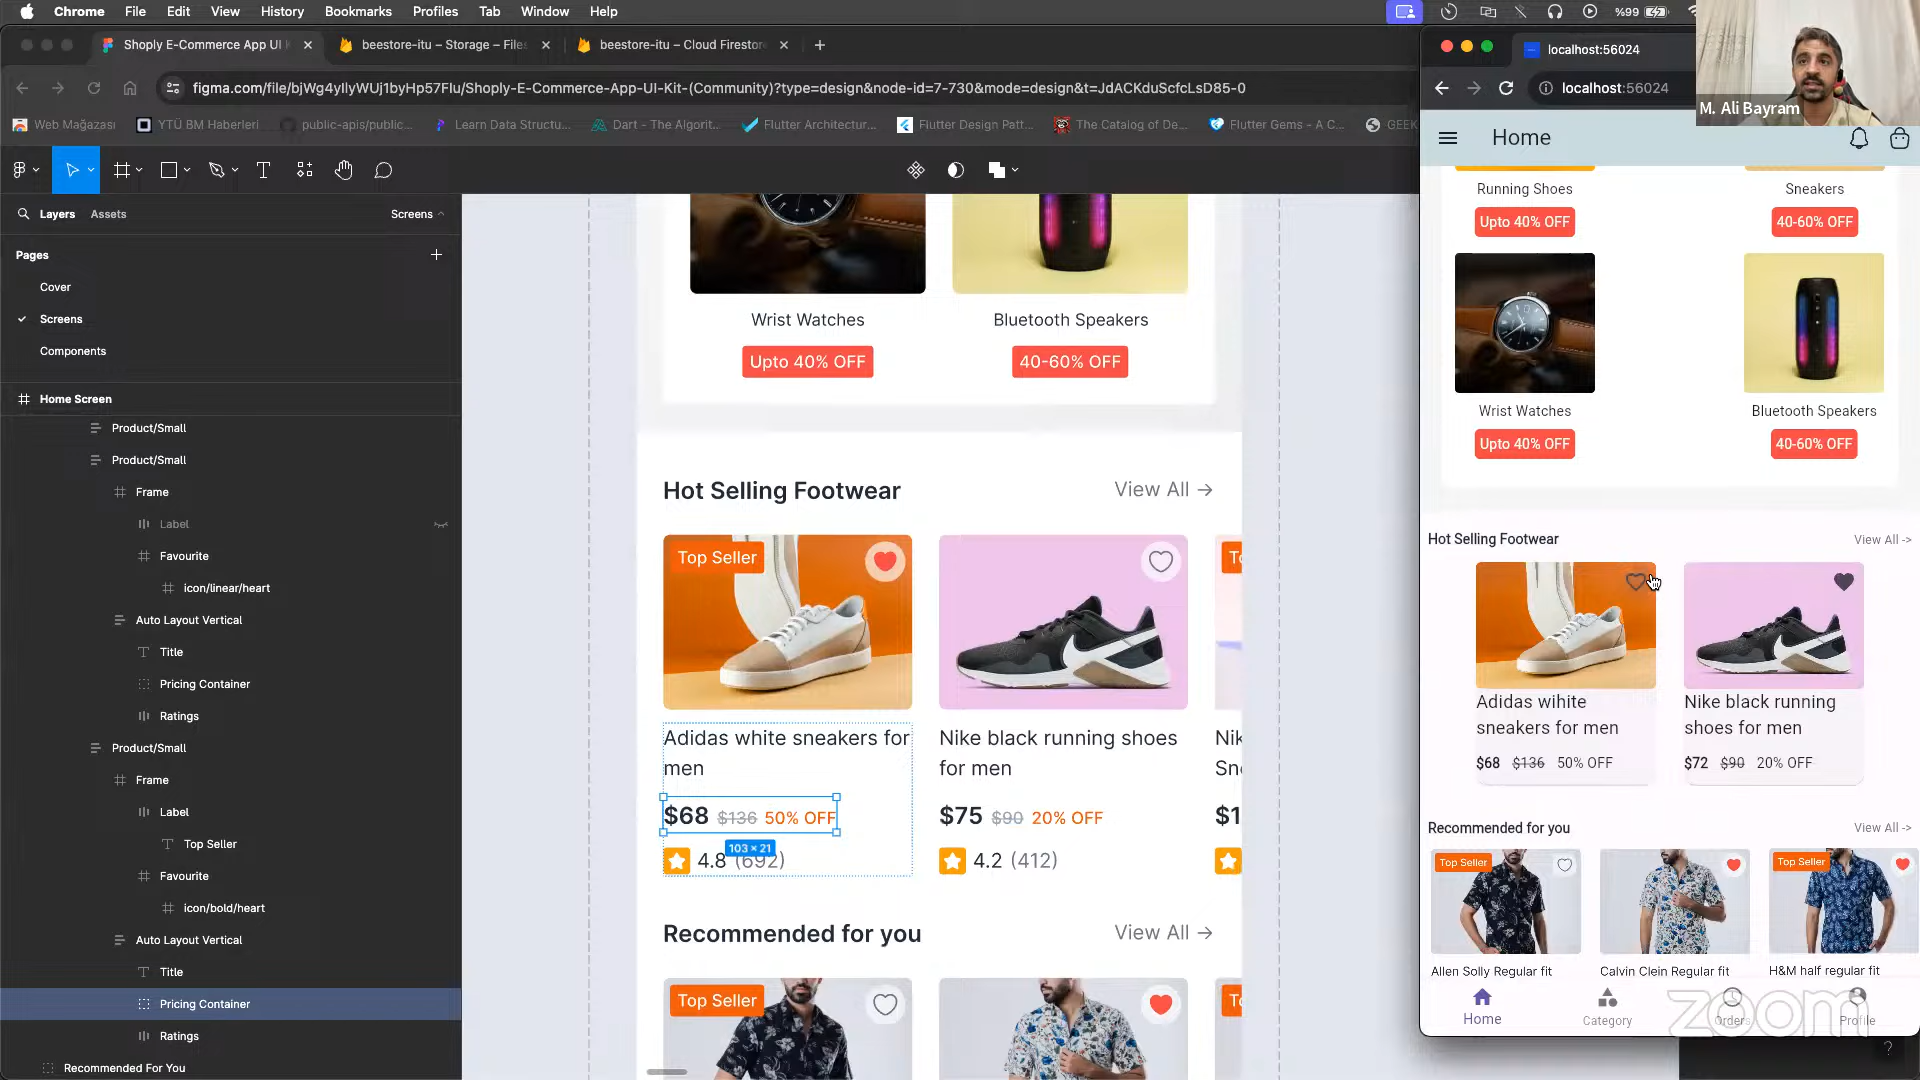 Chrome File Edit View History Bookmarks Profiles Tab Window Help
%99
Shoply E-Commerce App UI K
beestore-itu – Storage – Files
beestore-itu – Cloud Firestore
localhost:56024
figma.com/file/bjWg4yIlyWUj1byHp57Flu/Shoply-E-Commerce-App-UI-Kit-(Community)?type=design&node-id=7-730&mode=design&t=JdACKduScfcLsD85-0
localhost:56024
M. Ali Bayram
Web Mağazası
YTÜ BM Haberleri
public-apis/public...
Learn Data Structu...
Dart - The Algorit...
Flutter Architectur...
Flutter Design Patt...
The Catalog of De...
Flutter Gems - A C...
GEEK
Layers
Assets
Screens
Pages
Cover
Screens
Components
Home Screen
Product/Small
Product/Small
Frame
Label
Favourite
icon/linear/heart
Auto Layout Vertical
Title
Pricing Container
Ratings
Product/Small
Frame
Label
Top Seller
Favourite
icon/bold/heart
Auto Layout Vertical
Title
Pricing Container
Ratings
Recommended For You
Wrist Watches
Bluetooth Speakers
Upto 40% OFF
40-60% OFF
Hot Selling Footwear
View All →
Top Seller
To
Adidas white sneakers for
men
Nike black running shoes
for men
Nik
Sne
$68 $136 50% OFF
$75 $90 20% OFF
$1
103 × 21
4.8 (692)
4.2 (412)
Recommended for you
View All →
Top Seller
To
Home
Running Shoes
Sneakers
Upto 40% OFF
40-60% OFF
Wrist Watches
Bluetooth Speakers
Upto 40% OFF
40-60% OFF
Hot Selling Footwear
View All ->
Adidas wihite
sneakers for men
Nike black running
shoes for men
$68 $136 50% OFF
$72 $90 20% OFF
Recommended for you
View All ->
Top Seller
Top Seller
Allen Solly Regular fit
Calvin Clein Regular fit
H&M half regular fit
Home
Category
Orders
Profile
zoom
?